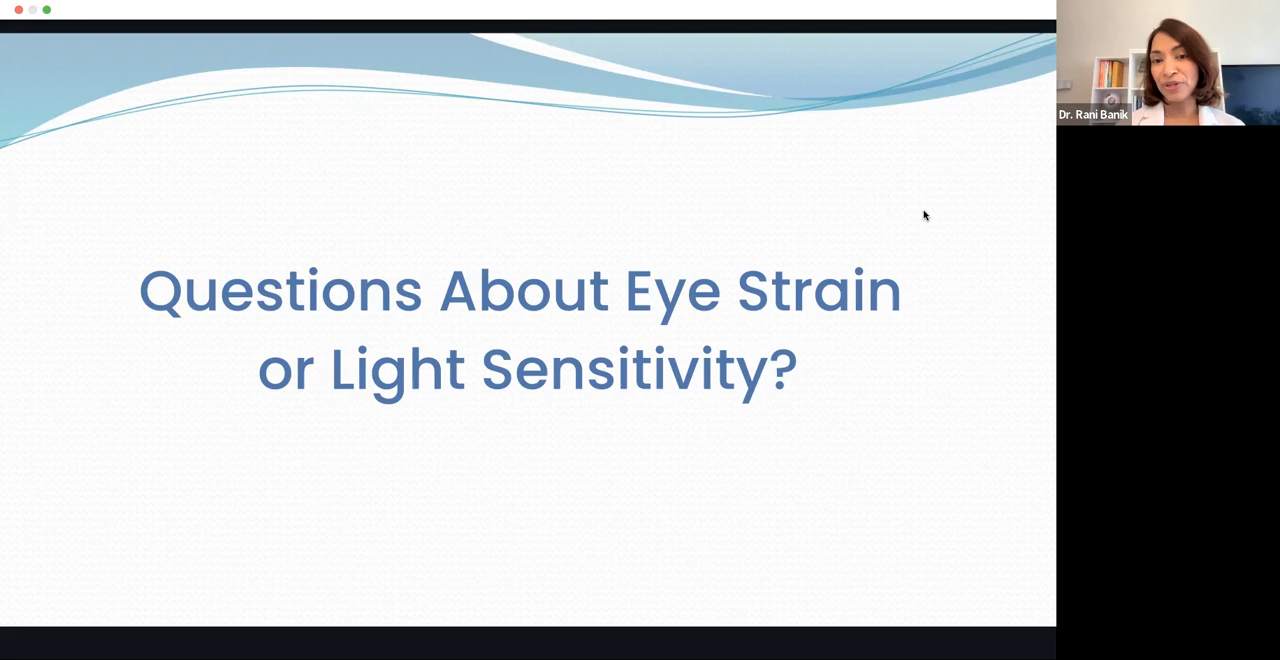 Questions About Eye Strain
or Light Sensitivity?
Dr. Rani Banik